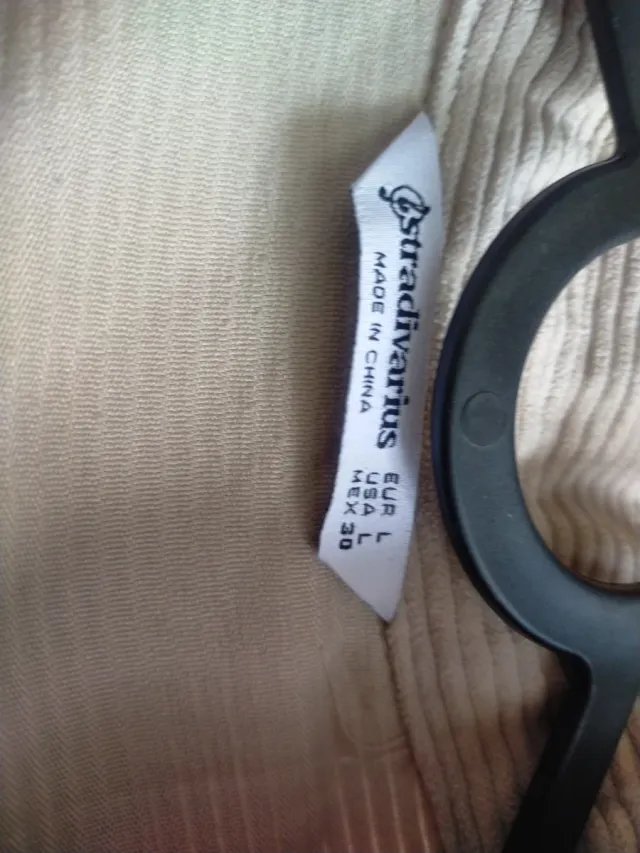 Stradivarius
MADE IN CHINA
EUR L
USA L
MEX 30